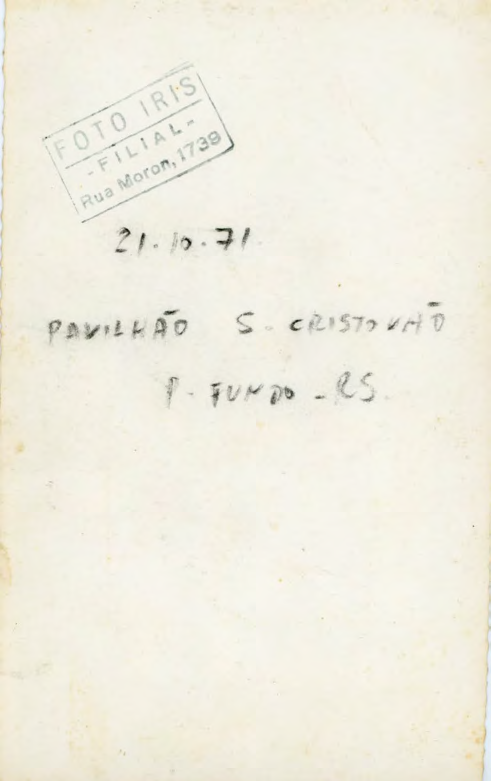 FOTO IRIS
- FILIAL -
Rua Moron, 1739
21.10.71
PAVILHÃO S. CRISTOVÃO
P. FUNDO - RS.